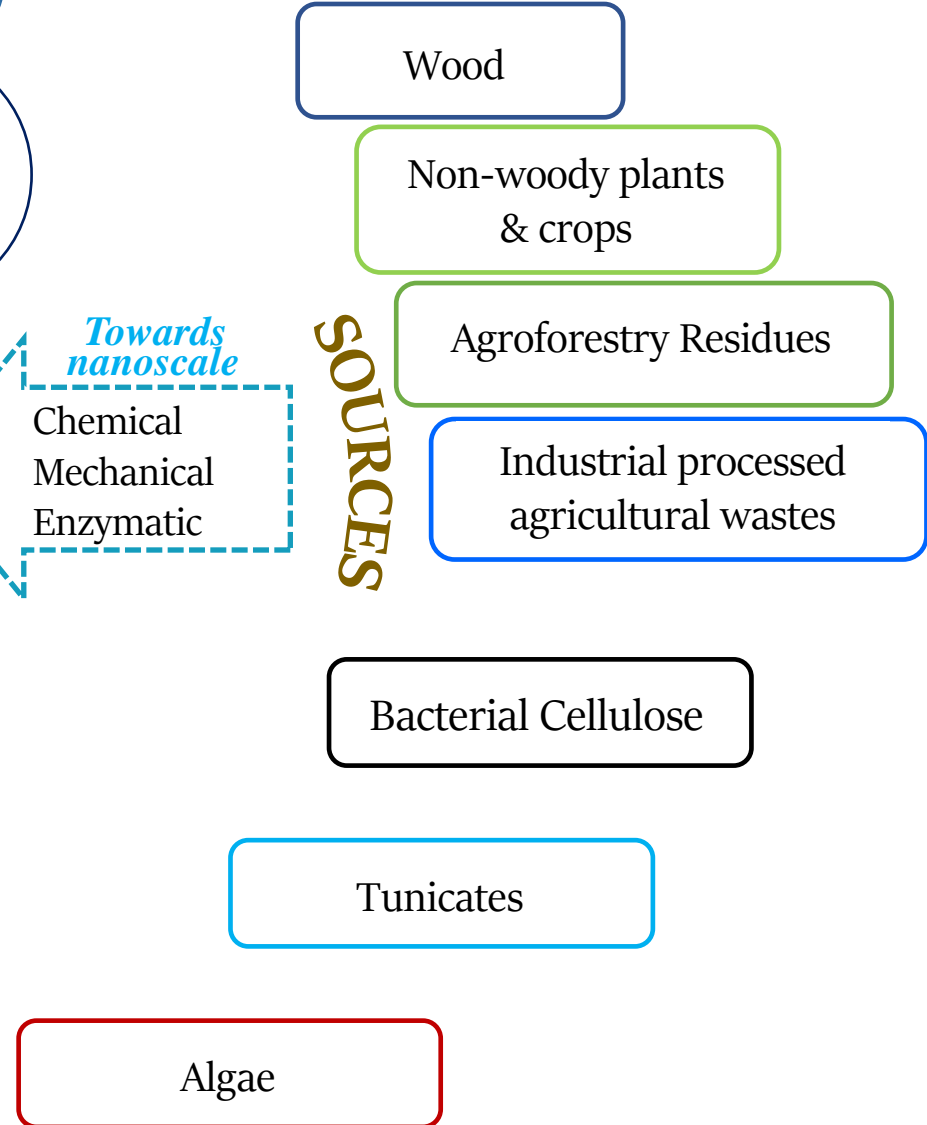 Wood
Non-woody plants
& crops
Agroforestry Residues
Industrial processed
agricultural wastes
SOURCES
Towards
nanoscale
Chemical
Mechanical
Enzymatic
Bacterial Cellulose
Tunicates
Algae